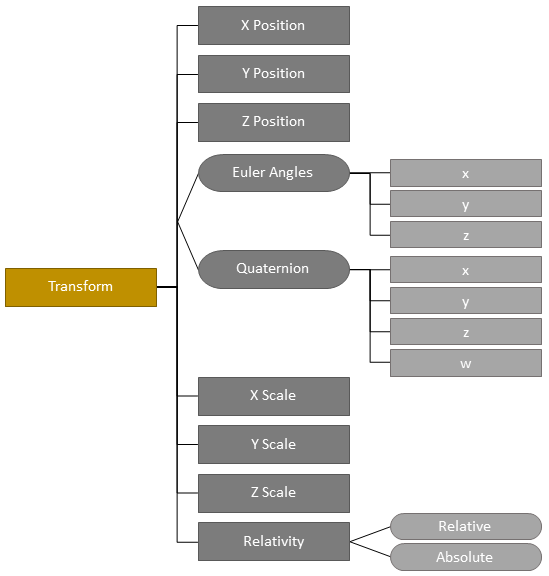 X Position
Y Position
Z Position
Euler Angles
x
y
z
Quaternion
x
y
z
w
Transform
X Scale
Y Scale
Z Scale
Relativity
Relative
Absolute